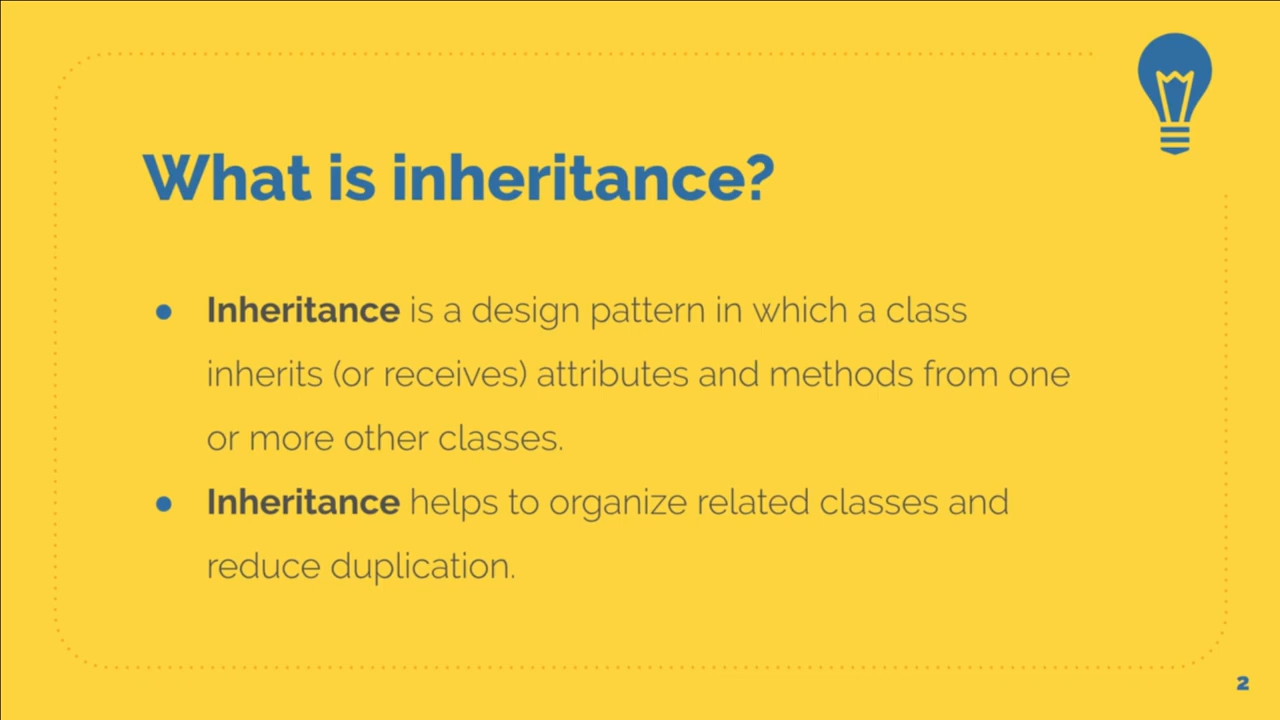 What is inheritance?
● Inheritance is a design pattern in which a class
inherits (or receives) attributes and methods from one
or more other classes.
● Inheritance helps to organize related classes and
reduce duplication.
2